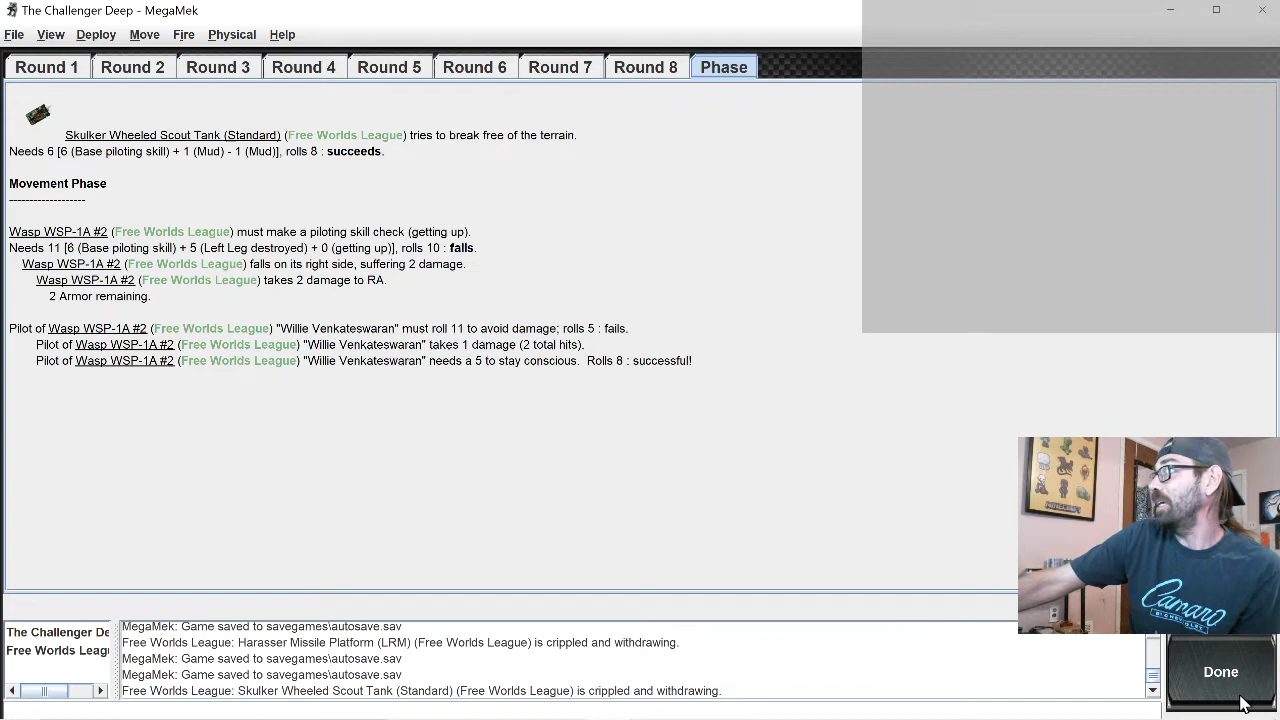 The Challenger Deep - MegaMek
File View Deploy Move Fire Physical Help
Round 1 Round 2 Round 3 Round 4 Round 5 Round 6 Round 7 Round 8 Phase
Skulker Wheeled Scout Tank (Standard) (Free Worlds League) tries to break free of the terrain.
Needs 6 [6 (Base piloting skill) + 1 (Mud) - 1 (Mud)], rolls 8 : succeeds.
Movement Phase
-------------------
Wasp WSP-1A #2 (Free Worlds League) must make a piloting skill check (getting up).
Needs 11 [6 (Base piloting skill) + 5 (Left Leg destroyed) + 0 (getting up)], rolls 10 : falls.
Wasp WSP-1A #2 (Free Worlds League) falls on its right side, suffering 2 damage.
Wasp WSP-1A #2 (Free Worlds League) takes 2 damage to RA.
2 Armor remaining.
Pilot of Wasp WSP-1A #2 (Free Worlds League) "Willie Venkateswaran" must roll 11 to avoid damage; rolls 5 : fails.
Pilot of Wasp WSP-1A #2 (Free Worlds League) "Willie Venkateswaran" takes 1 damage (2 total hits).
Pilot of Wasp WSP-1A #2 (Free Worlds League) "Willie Venkateswaran" needs a 5 to stay conscious. Rolls 8 : successful!
The Challenger De
Free Worlds Leag
MegaMek: Game saved to savegames\autosave.sav
Free Worlds League: Harasser Missile Platform (LRM) (Free Worlds League) is crippled and withdrawing.
MegaMek: Game saved to savegames\autosave.sav
MegaMek: Game saved to savegames\autosave.sav
Free Worlds League: Skulker Wheeled Scout Tank (Standard) (Free Worlds League) is crippled and withdrawing.
Camaro
Done